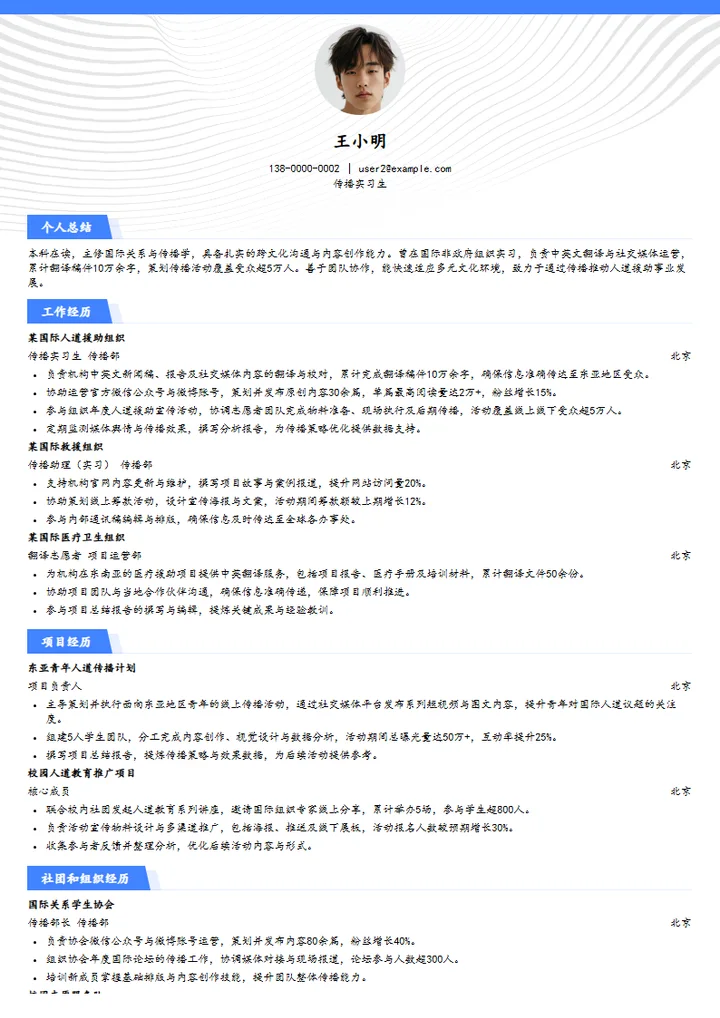 王小明
138-0000-0002 | user2@example.com
传播实习生
个人总结
本科在读，主修国际关系与传播学，具备扎实的跨文化沟通与内容创作能力。曾在国际非政府组织实习，负责中英文翻译与社交媒体运营，
累计翻译稿件10万余字，策划传播活动覆盖受众超5万人。善于团队协作，能快速适应多元文化环境，致力于通过传播推动人道援助事业发
展。
工作经历
某国际人道援助组织
传播实习生 传播部 北京
• 负责机构中英文新闻稿、报告及社交媒体内容的翻译与校对，累计完成翻译稿件10万余字，确保信息准确传达至东亚地区受众。
• 协助运营官方微信公众号与微博账号，策划并发布原创内容30余篇，单篇最高阅读量达2万+，粉丝增长15%。
• 参与组织年度人道援助宣传活动，协调志愿者团队完成物料准备、现场执行及后期传播，活动覆盖线上线下受众超5万人。
• 定期监测媒体舆情与传播效果，撰写分析报告，为传播策略优化提供数据支持。
某国际救援组织
传播助理（实习） 传播部 北京
• 支持机构官网内容更新与维护，撰写项目故事与案例报道，提升网站访问量20%。
• 协助策划线上筹款活动，设计宣传海报与文案，活动期间筹款额较上期增长12%。
• 参与内部通讯稿编辑与排版，确保信息及时传达至全球各办事处。
某国际医疗卫生组织
翻译志愿者 项目运营部 北京
• 为机构在东南亚的医疗援助项目提供中英翻译服务，包括项目报告、医疗手册及培训材料，累计翻译文件50余份。
• 协助项目团队与当地合作伙伴沟通，确保信息准确传递，保障项目顺利推进。
• 参与项目总结报告的撰写与编辑，提炼关键成果与经验教训。
项目经历
东亚青年人道传播计划
项目负责人 北京
• 主导策划并执行面向东亚地区青年的线上传播活动，通过社交媒体平台发布系列短视频与图文内容，提升青年对国际人道议题的关注
度。
• 组建5人学生团队，分工完成内容创作、视觉设计与数据分析，活动期间总曝光量达50万+，互动率提升25%。
• 撰写项目总结报告，提炼传播策略与效果数据，为后续活动提供参考。
校园人道教育推广项目
核心成员 北京
• 联合校内社团发起人道教育系列讲座，邀请国际组织专家线上分享，累计举办5场，参与学生超800人。
• 负责活动宣传物料设计与多渠道推广，包括海报、推送及线下展板，活动报名人数较预期增长30%。
• 收集参与者反馈并整理分析，优化后续活动内容与形式。
社团和组织经历
国际关系学生协会
传播部长 传播部 北京
• 负责协会微信公众号与微博账号运营，策划并发布内容80余篇，粉丝增长40%。
• 组织协会年度国际论坛的传播工作，协调媒体对接与现场报道，论坛参与人数超300人。
• 培训新成员掌握基础排版与内容创作技能，提升团队整体传播能力。